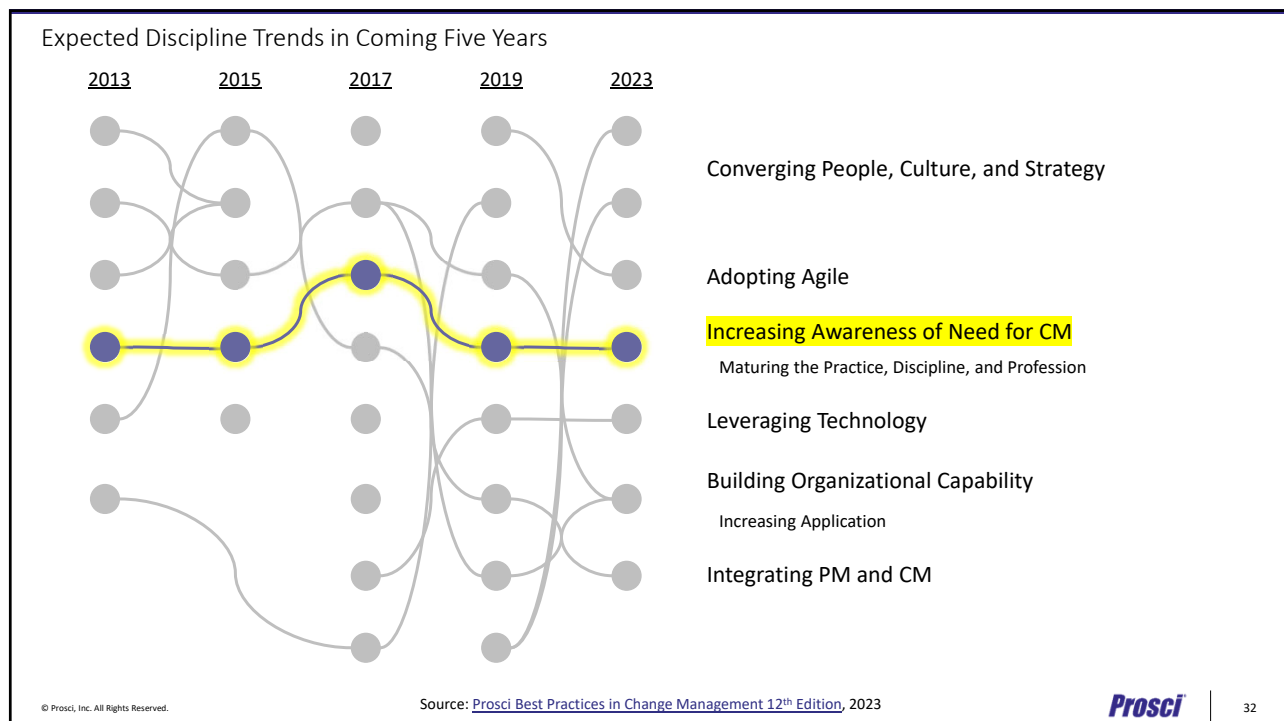 Expected Discipline Trends in Coming Five Years
2013 2015 2017 2019 2023
Converging People, Culture, and Strategy
Adopting Agile
Increasing Awareness of Need for CM
Maturing the Practice, Discipline, and Profession
Leveraging Technology
Building Organizational Capability
Increasing Application
Integrating PM and CM
© Prosci, Inc. All Rights Reserved.
Source: Prosci Best Practices in Change Management 12th Edition, 2023
Prosci
32